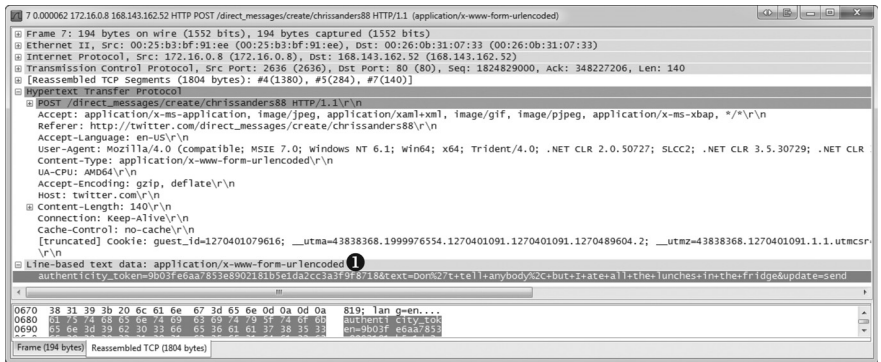 7 0.000062 172.16.0.8 168.143.162.52 HTTP POST /direct_messages/create/chrissanders88 HTTP/1.1 (application/x-www-form-urlencoded)
Frame 7: 194 bytes on wire (1552 bits), 194 bytes captured (1552 bits)
Ethernet II, Src: 00:25:b3:bf:91:ee (00:25:b3:bf:91:ee), Dst: 00:26:0b:31:07:33 (00:26:0b:31:07:33)
Internet Protocol, Src: 172.16.0.8 (172.16.0.8), Dst: 168.143.162.52 (168.143.162.52)
Transmission Control Protocol, Src Port: 2636 (2636), Dst Port: 80 (80), Seq: 1824829000, Ack: 348227206, Len: 140
[Reassembled TCP Segments (1804 bytes): #4(1380), #5(284), #7(140)]
Hypertext Transfer Protocol
POST /direct_messages/create/chrissanders88 HTTP/1.1\r\n
Accept: application/x-ms-application, image/jpeg, application/xaml+xml, image/gif, image/pjpeg, application/x-ms-xbap, */*\r\n
Referer: http://twitter.com/direct_messages/create/chrissanders88\r\n
Accept-Language: en-US\r\n
User-Agent: Mozilla/4.0 (compatible; MSIE 7.0; Windows NT 6.1; Win64; x64; Trident/4.0; .NET CLR 2.0.50727; SLCC2; .NET CLR 3.5.30729; .NET CLR
Content-Type: application/x-www-form-urlencoded\r\n
UA-CPU: AMD64\r\n
Accept-Encoding: gzip, deflate\r\n
Host: twitter.com\r\n
Content-Length: 140\r\n
Connection: Keep-Alive\r\n
Cache-Control: no-cache\r\n
[truncated] Cookie: guest_id=1270401079616; __utma=43838368.1999976554.1270401091.1270401091.1270489604.2; __utmz=43838368.1270401091.1.1.utmcsr
\r\n
Line-based text data: application/x-www-form-urlencoded 1
authenticity_token=9b03fe6aa7853e8902181b5e1da2cc3a3f9f8718&text=Don%27t+tell+anybody%2C+but+I+ate+all+the+lunches+in+the+fridge&update=send
0670 38 31 39 3b 20 6c 61 6e 67 3d 65 6e 0d 0a 0d 0a 819; lan g=en....
0680 61 75 74 68 65 6e 74 69 63 69 74 79 5f 74 6f 6b authenti city_tok
0690 65 6e 3d 39 62 30 33 66 65 36 61 61 37 38 35 33 en=9b03f e6aa7853
Frame (194 bytes) Reassembled TCP (1804 bytes)